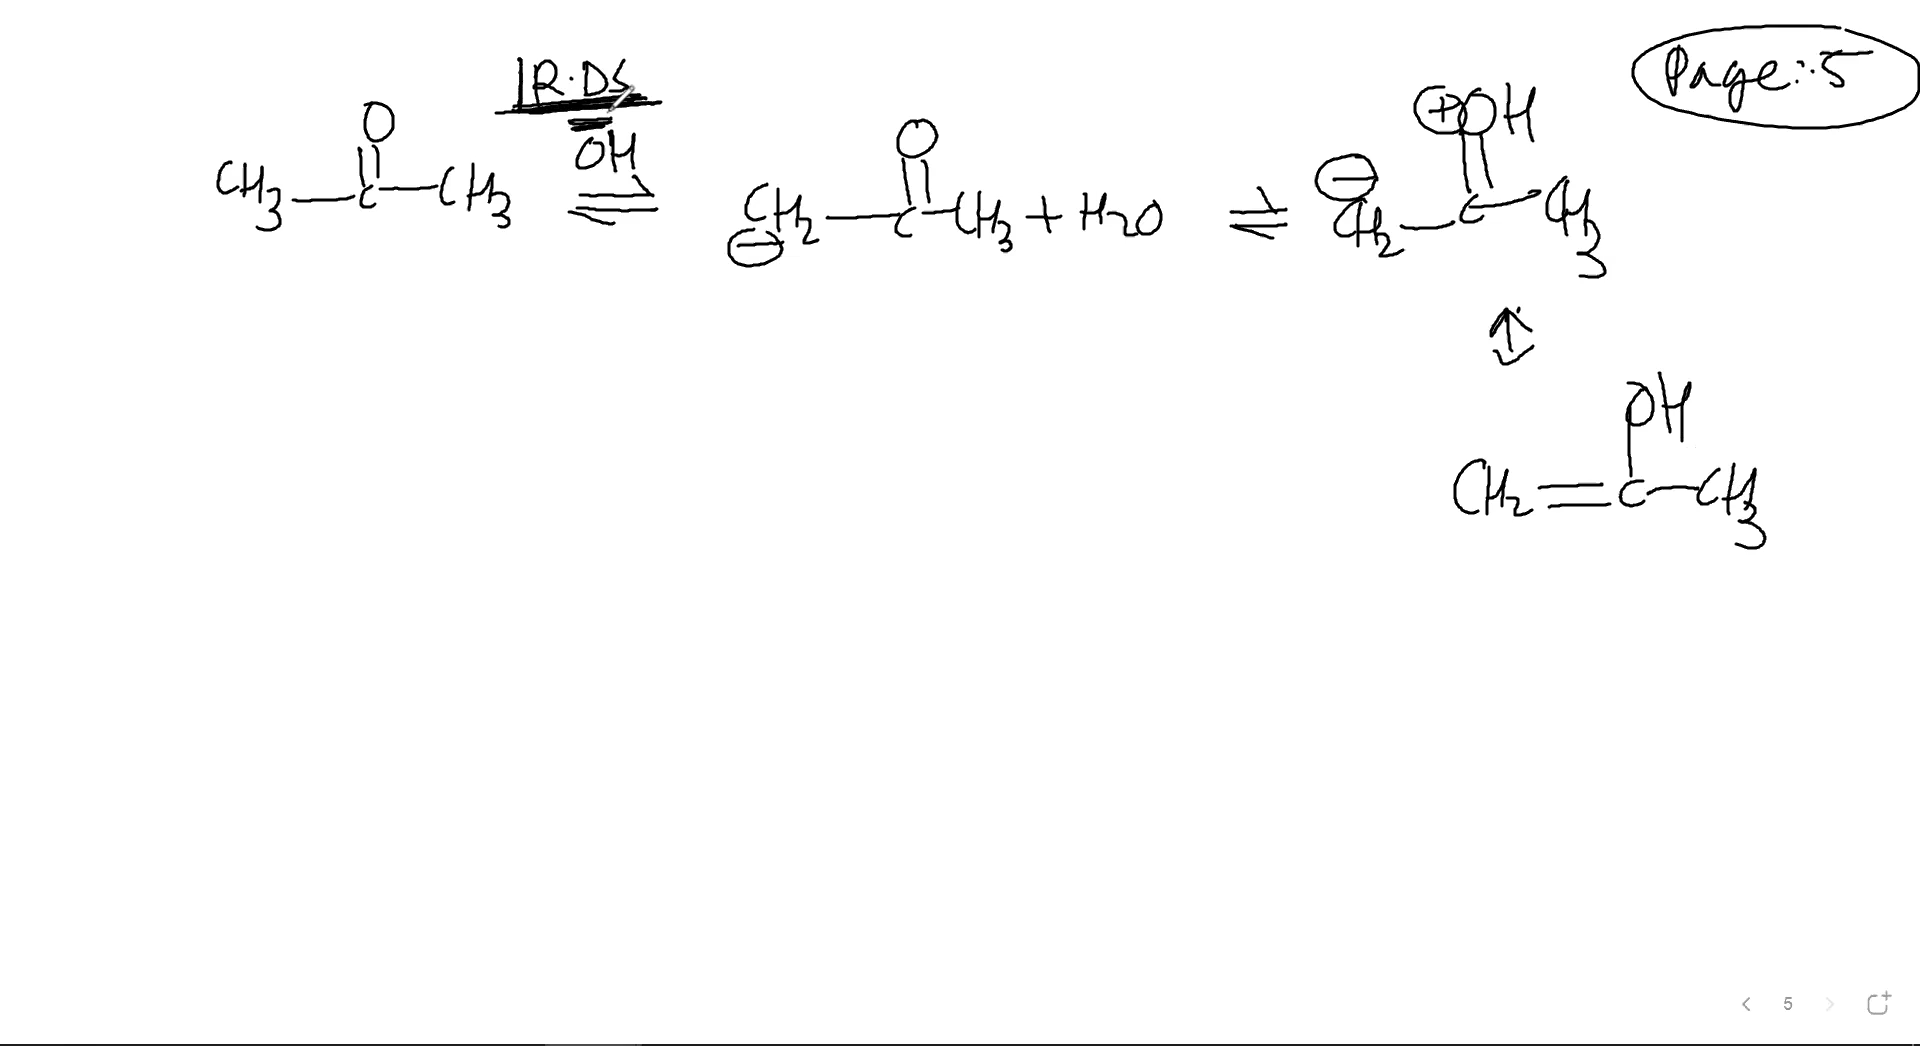 Page:-5
R.DS
OH
O
CH3 C CH3
O
CH2 C CH3 + H2O
OH
CH2 C CH3
OH
CH2 C CH3
5